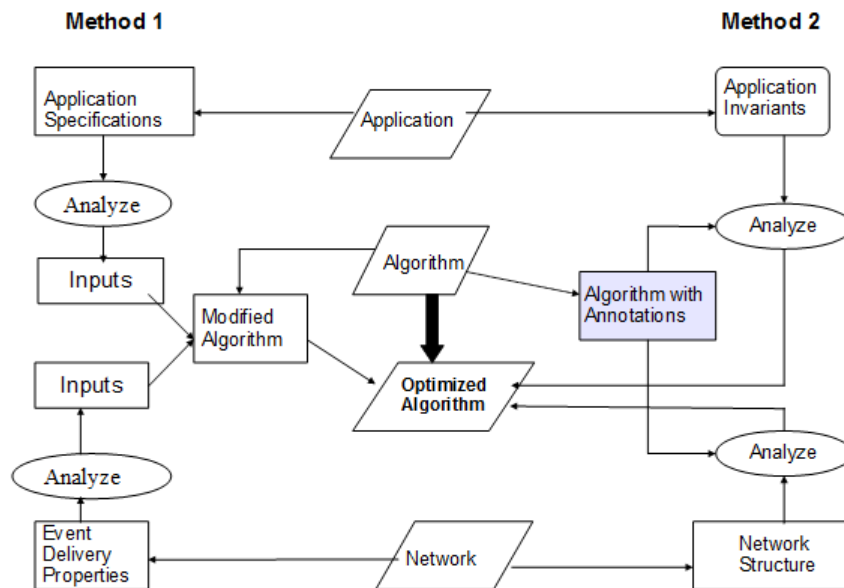 Method 1
Method 2
Application
Specifications
Application
Application
Invariants
Analyze
Analyze
Algorithm
Inputs
Algorithm with
Annotations
Modified
Algorithm
Inputs
Optimized
Algorithm
Analyze
Analyze
Event
Delivery
Properties
Network
Network
Structure